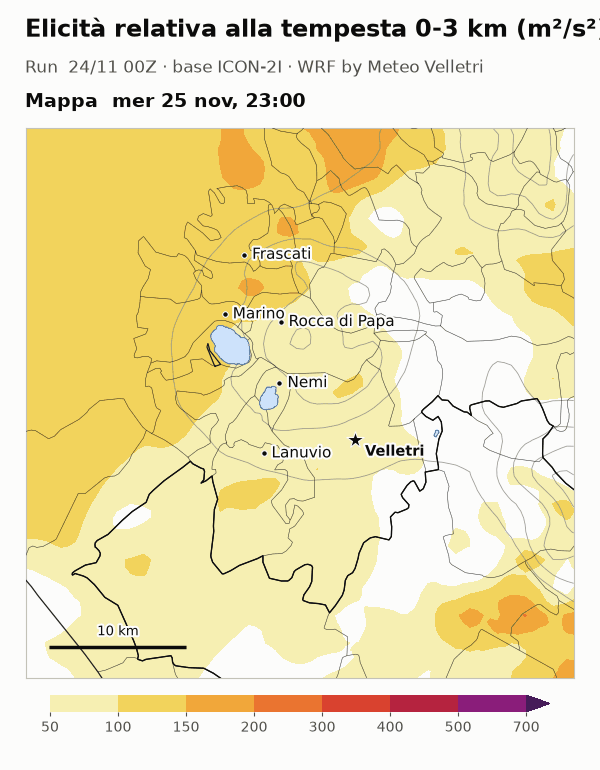 Elicità relativa alla tempesta 0-3 km (m²/s²)
Run 24/11 00Z · base ICON-2I · WRF by Meteo Velletri
Mappa mer 25 nov, 23:00
Frascati
Marino
Rocca di Papa
Nemi
Velletri
Lanuvio
10 km
50 100 150 200 300 400 500 700